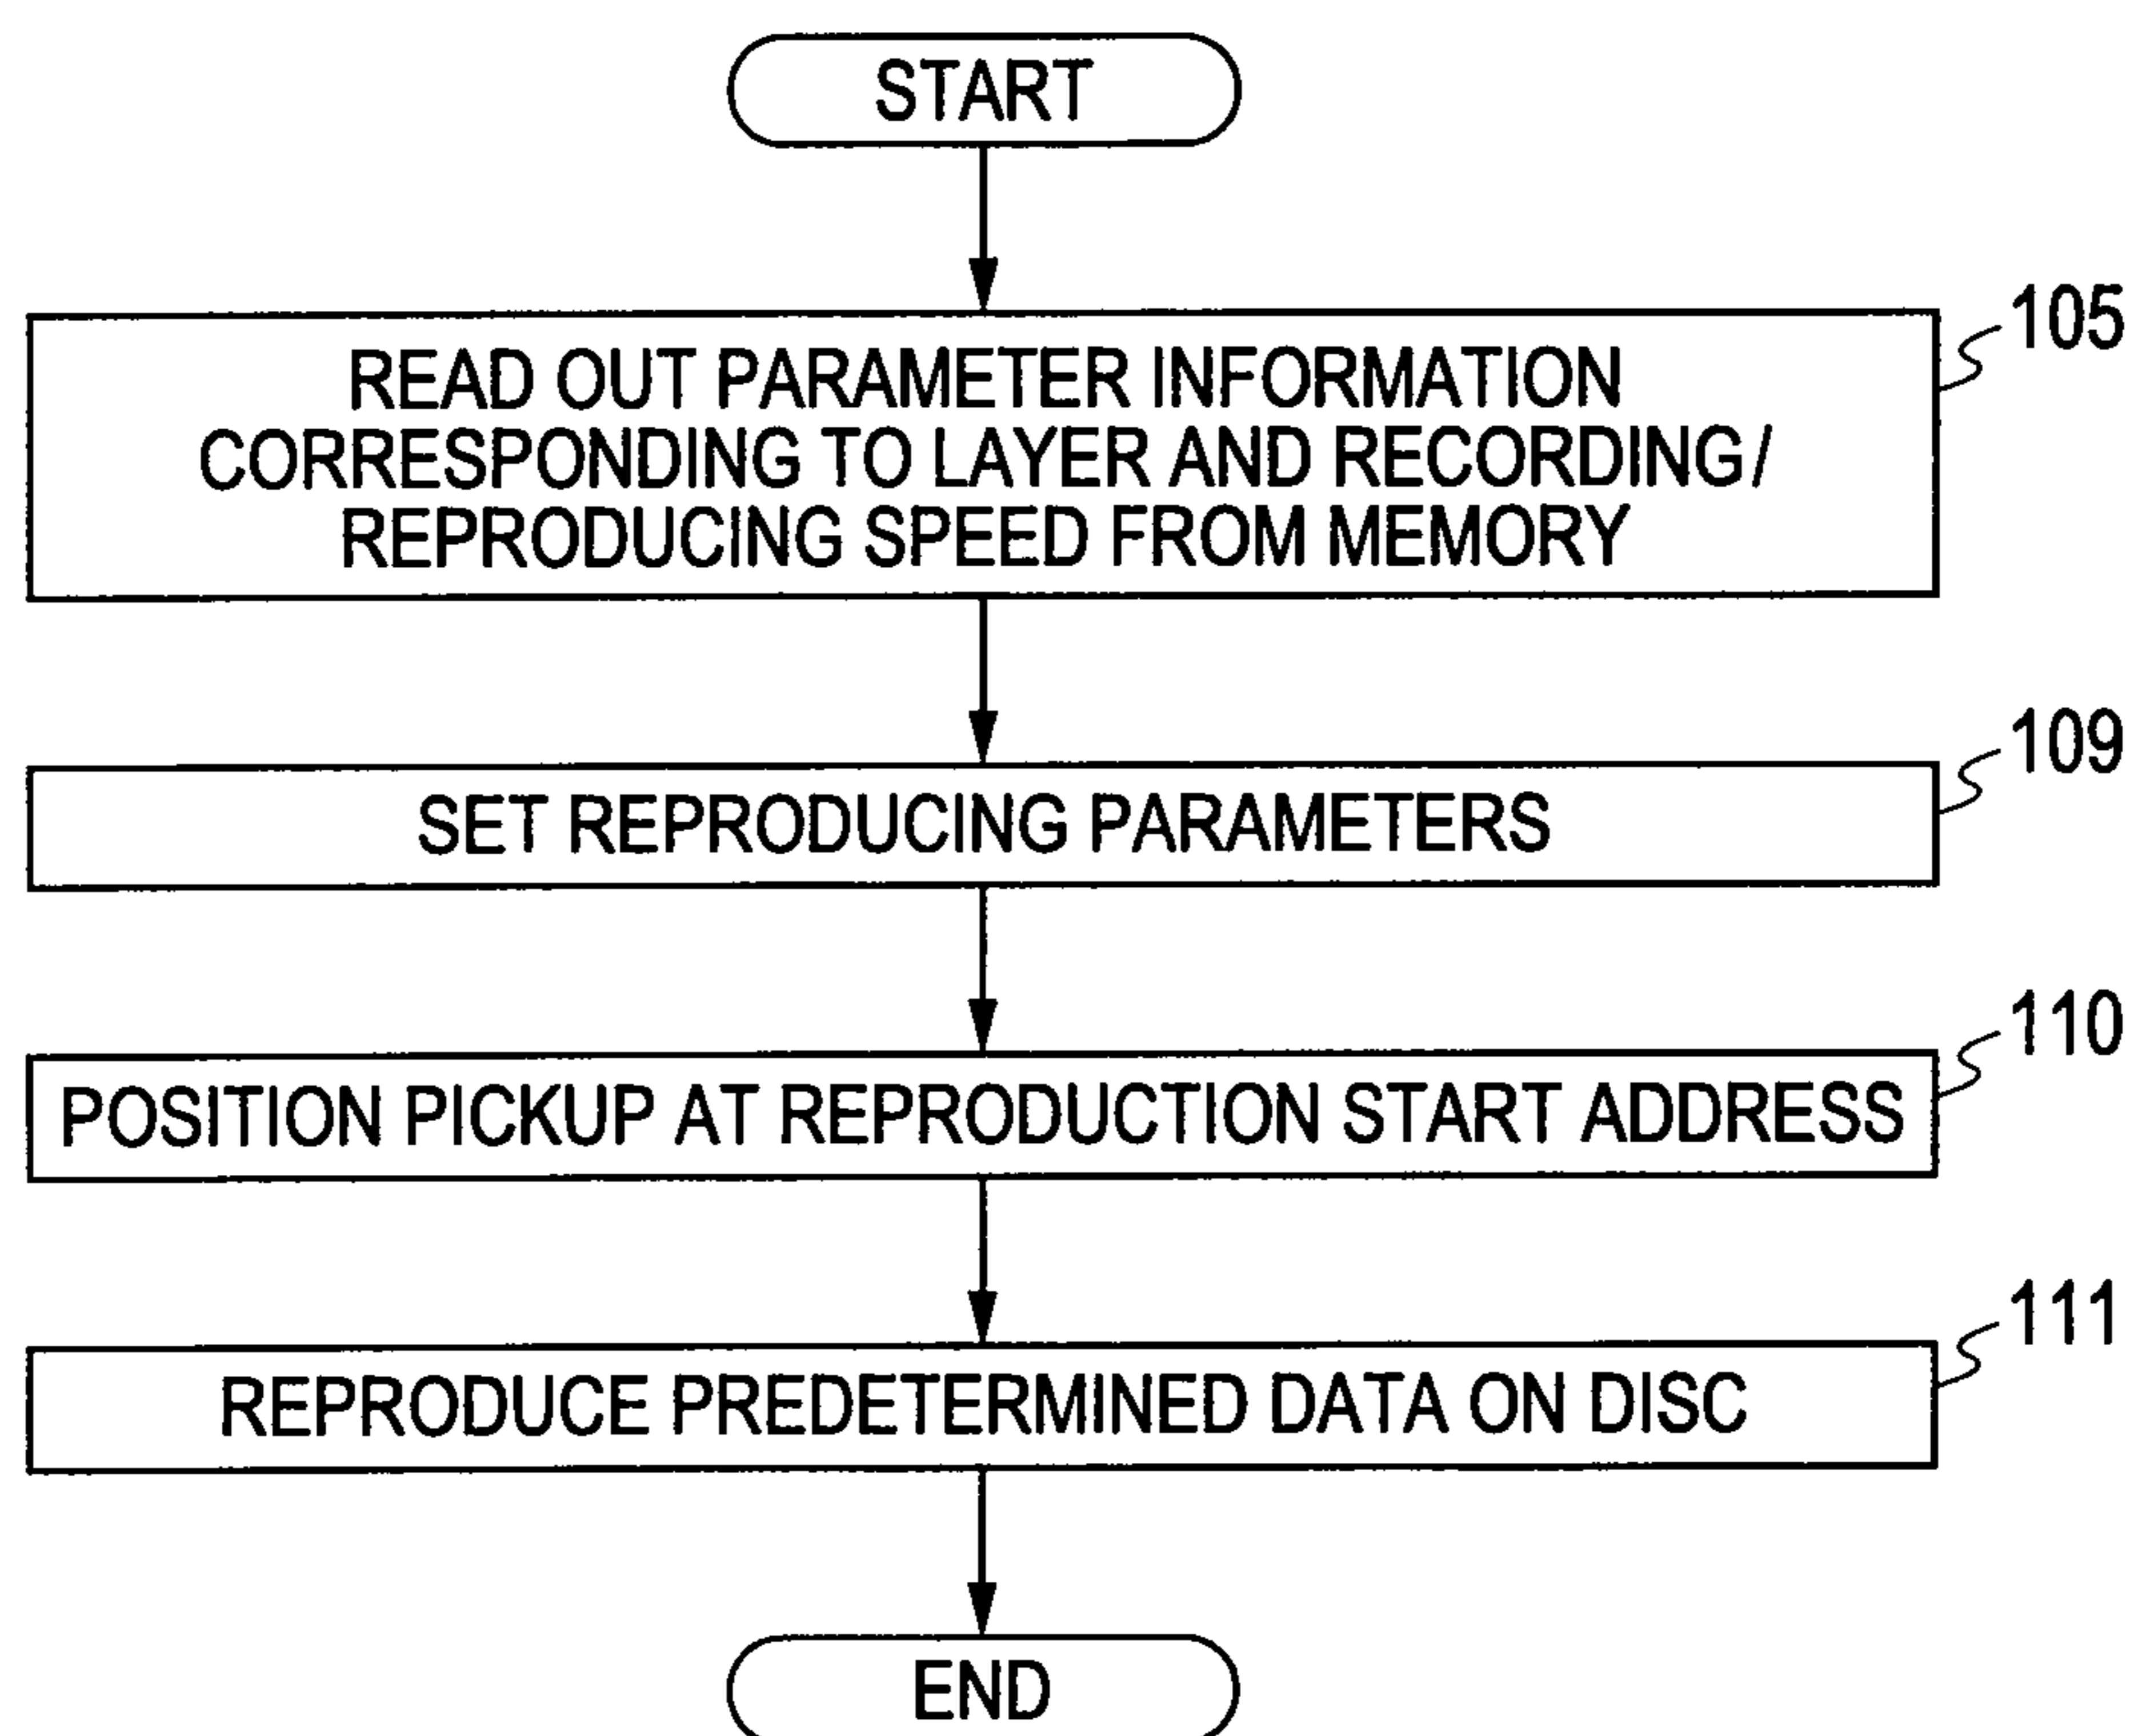 START
105
READ OUT PARAMETER INFORMATION
CORRESPONDING TO LAYER AND RECORDING/
REPRODUCING SPEED FROM MEMORY
109
SET REPRODUCING PARAMETERS
110
POSITION PICKUP AT REPRODUCTION START ADDRESS
111
REPRODUCE PREDETERMINED DATA ON DISC
END